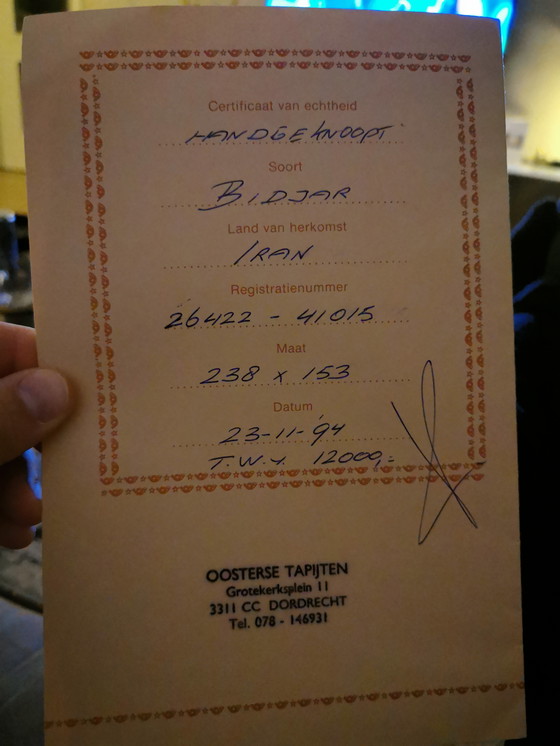 Certificaat van echtheid
HANDGEKNOOPT
Soort
BIDJAR
Land van herkomst
IRAN
Registratienummer
26422 - 41015
Maat
238 x 153
Datum
23-11-'94
T.W.V. 12000,=
OOSTERSE TAPIJTEN
Grotekerksplein 11
3311 CC DORDRECHT
Tel. 078 - 146931